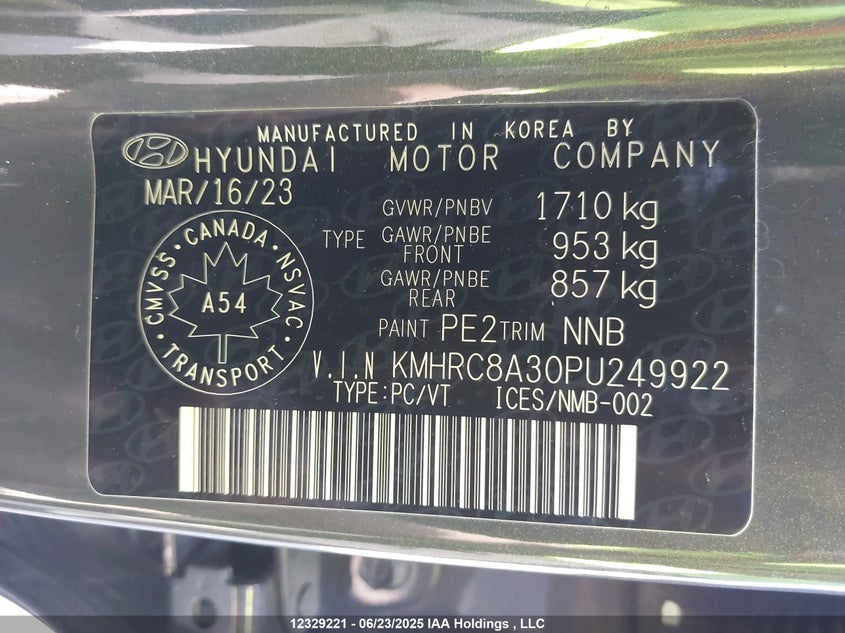 MANUFACTURED IN KOREA BY
HYUNDAI MOTOR COMPANY
MAR/16/23
GVWR/PNBV 1710 kg
TYPE GAWR/PNBE FRONT 953 kg
GAWR/PNBE REAR 857 kg
PAINT PE2 TRIM NNB
CANADA · NSVAC · TRANSPORT · CMVSS ·
A54
V.I.N KMHRC8A30PU249922
TYPE:PC/VT ICES/NMB-002
12329221 - 06/23/2025 IAA Holdings , LLC